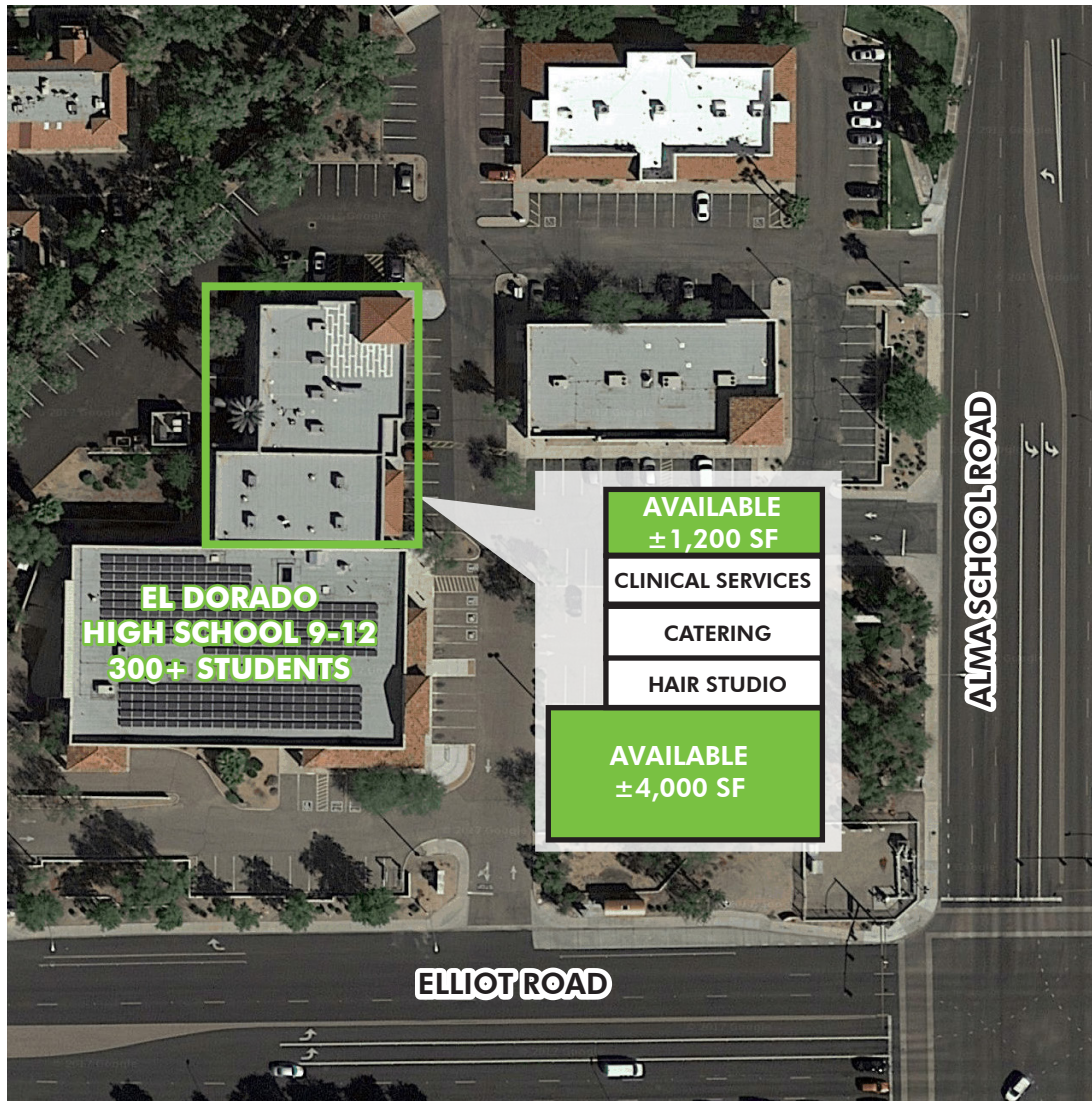 AVAILABLE
±1,200 SF
CLINICAL SERVICES
CATERING
HAIR STUDIO
AVAILABLE
±4,000 SF
EL DORADO
HIGH SCHOOL 9-12
300+ STUDENTS
ALMA SCHOOL ROAD
ELLIOT ROAD